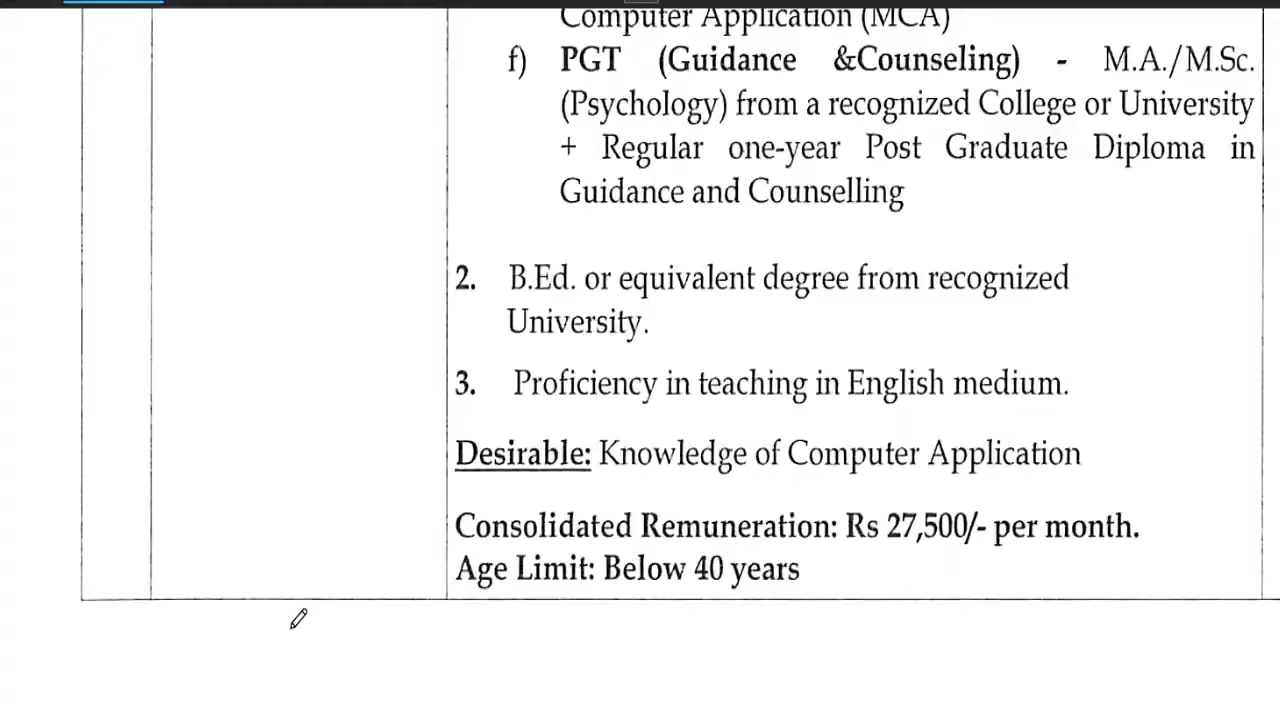 Computer Application (MCA)
f) PGT (Guidance &Counseling) - M.A./M.Sc.
(Psychology) from a recognized College or University
+ Regular one-year Post Graduate Diploma in
Guidance and Counselling
2. B.Ed. or equivalent degree from recognized
University.
3. Proficiency in teaching in English medium.
Desirable: Knowledge of Computer Application
Consolidated Remuneration: Rs 27,500/- per month.
Age Limit: Below 40 years